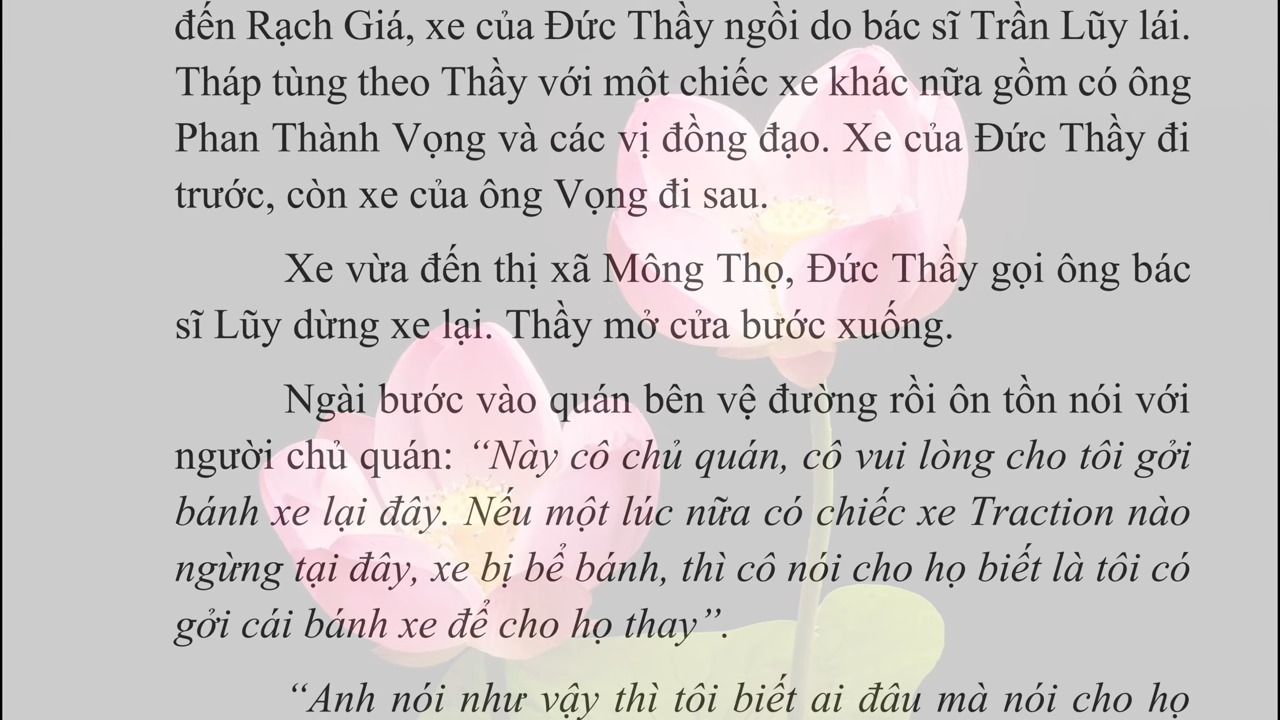 đến Rạch Giá, xe của Đức Thầy ngồi do bác sĩ Trần Lũy lái.
Tháp tùng theo Thầy với một chiếc xe khác nữa gồm có ông
Phan Thành Vọng và các vị đồng đạo. Xe của Đức Thầy đi
trước, còn xe của ông Vọng đi sau.
Xe vừa đến thị xã Mông Thọ, Đức Thầy gọi ông bác
sĩ Lũy dừng xe lại. Thầy mở cửa bước xuống.
Ngài bước vào quán bên vệ đường rồi ôn tồn nói với
người chủ quán: “Này cô chủ quán, cô vui lòng cho tôi gởi
bánh xe lại đây. Nếu một lúc nữa có chiếc xe Traction nào
ngừng tại đây, xe bị bể bánh, thì cô nói cho họ biết là tôi có
gởi cái bánh xe để cho họ thay”.
“Anh nói như vậy thì tôi biết ai đâu mà nói cho họ